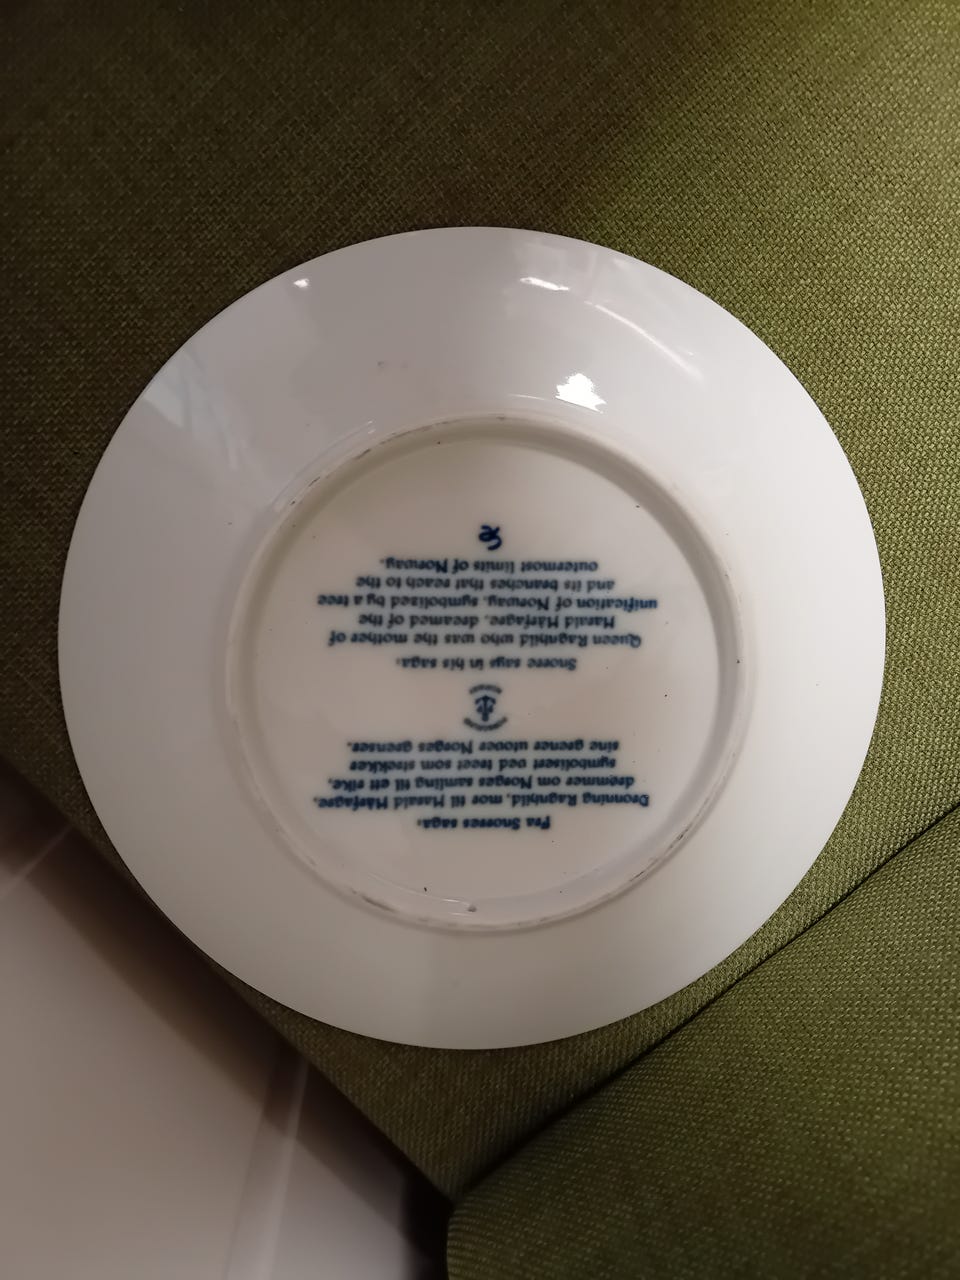 Fra Snorres saga:
Dronning Ragnhild, mor til Harald Hårfagre,
drømmer om Norges samling til ett rike,
symbolisert ved treet som strekker
sine grener utover Norges grenser.
PORSGRUND
NORWAY
Snorre says in his saga:
Queen Ragnhild who was the mother of
Harald Hårfagre, dreamed of the
unification of Norway, symbolized by a tree
and its branches that reach to the
outermost limits of Norway.